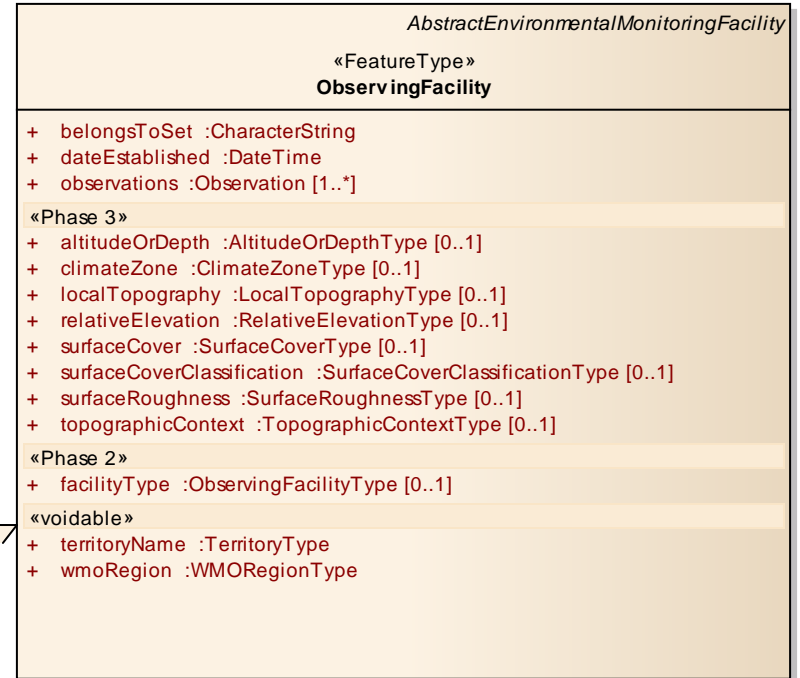 AbstractEnvironmentalMonitoringFacility
«FeatureType»
ObservingFacility
+ belongsToSet :CharacterString
+ dateEstablished :DateTime
+ observations :Observation [1..*]
«Phase 3»
+ altitudeOrDepth :AltitudeOrDepthType [0..1]
+ climateZone :ClimateZoneType [0..1]
+ localTopography :LocalTopographyType [0..1]
+ relativeElevation :RelativeElevationType [0..1]
+ surfaceCover :SurfaceCoverType [0..1]
+ surfaceCoverClassification :SurfaceCoverClassificationType [0..1]
+ surfaceRoughness :SurfaceRoughnessType [0..1]
+ topographicContext :TopographicContextType [0..1]
«Phase 2»
+ facilityType :ObservingFacilityType [0..1]
«voidable»
+ territoryName :TerritoryType
+ wmoRegion :WMORegionType